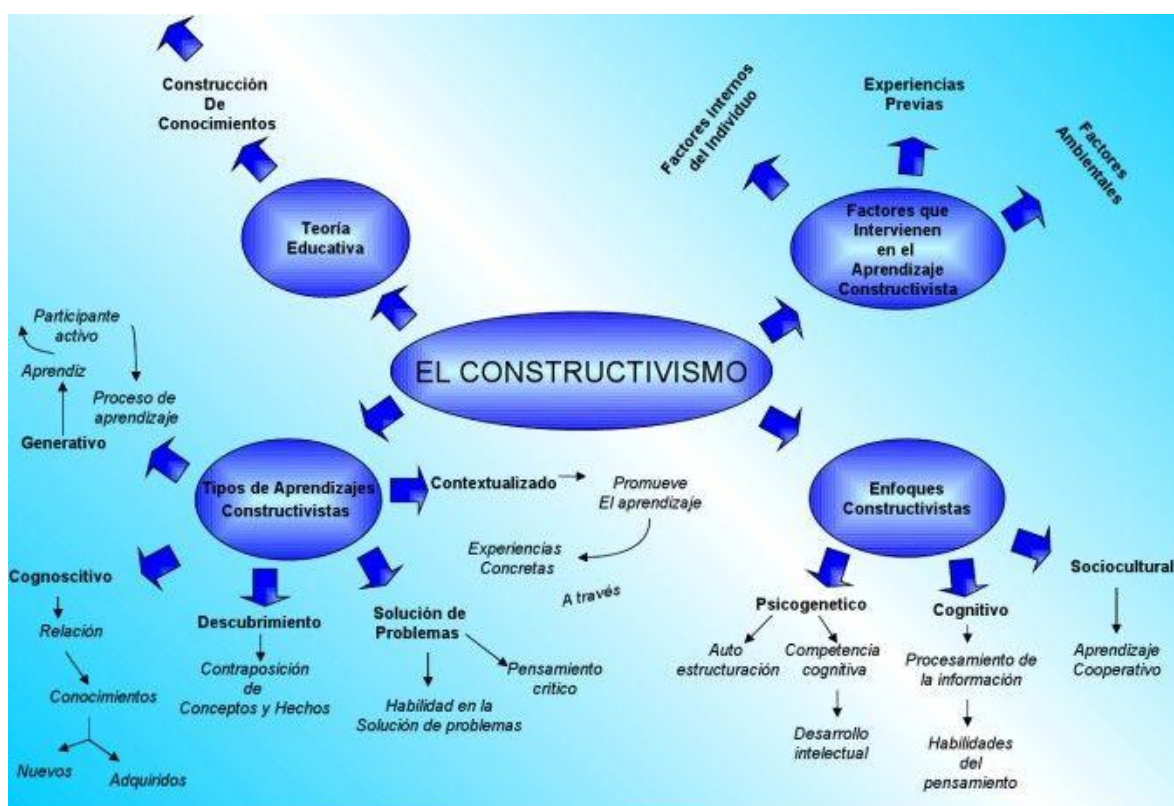 Construcción
De
Conocimientos
Teoría
Educativa
Factores Internos
del Individuo
Experiencias
Previas
Factores
Ambientales
Factores que
Intervienen
en el
Aprendizaje
Constructivista
EL CONSTRUCTIVISMO
Participante
activo
Aprendiz
Proceso de
aprendizaje
Generativo
Tipos de Aprendizajes
Constructivistas
Contextualizado
Promueve
El aprendizaje
Experiencias
Concretas
A través
Cognoscitivo
Relación
Conocimientos
Nuevos
Adquiridos
Descubrimiento
Contraposición
de
Conceptos y Hechos
Solución de
Problemas
Pensamiento
critico
Habilidad en la
Solución de problemas
Enfoques
Constructivistas
Psicogenetico
Auto
estructuración
Competencia
cognitiva
Desarrollo
intelectual
Cognitivo
Procesamiento de
la información
Habilidades
del
pensamiento
Sociocultural
Aprendizaje
Cooperativo